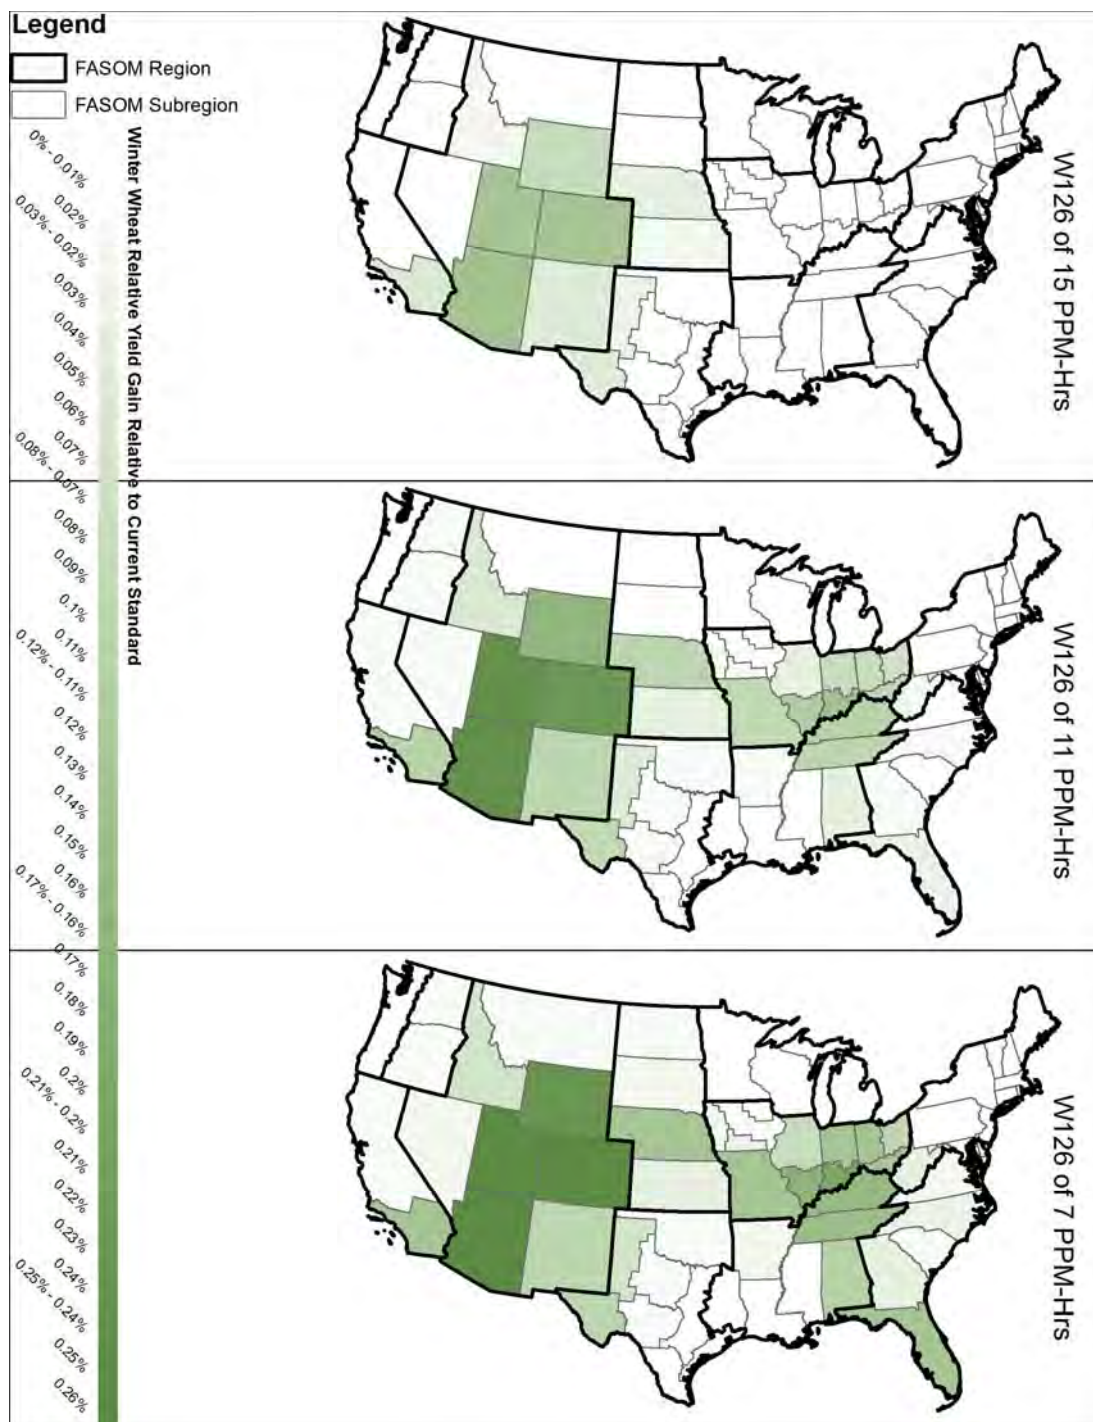 Legend
FASOM Region
FASOM Subregion
Winter Wheat Relative Yield Gain Relative to Current Standard
0% - 0.01%
0.02%
0.03% - 0.02%
0.03%
0.04%
0.05%
0.06%
0.07%
0.08% - 0.07%
0.08%
0.09%
0.1%
0.11%
0.12% - 0.11%
0.12%
0.13%
0.14%
0.15%
0.16%
0.17% - 0.16%
0.17%
0.18%
0.19%
0.2%
0.21% - 0.2%
0.21%
0.22%
0.23%
0.24%
0.25% - 0.24%
0.25%
0.26%
W126 of 15 PPM-Hrs
W126 of 11 PPM-Hrs
W126 of 7 PPM-Hrs